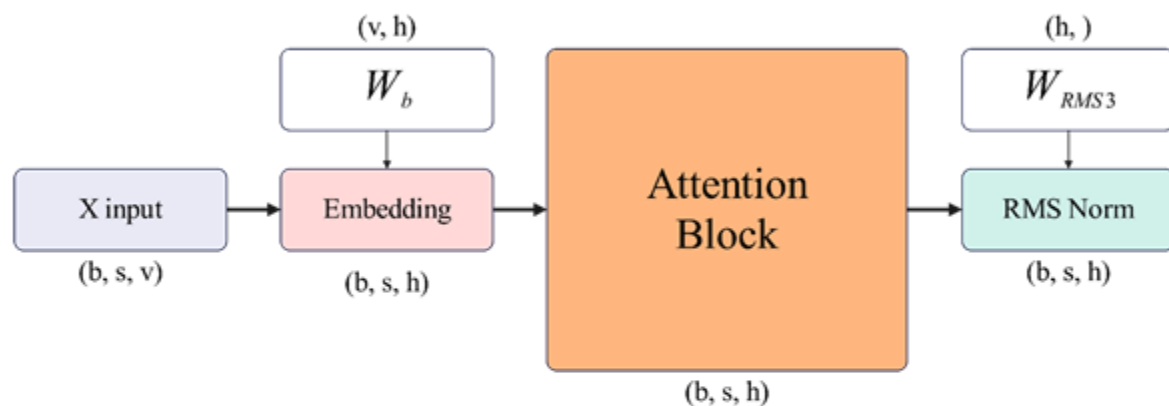 (v, h)
W_b
(h, )
W_RMS3
X input
Embedding
Attention
Block
RMS Norm
(b, s, v)
(b, s, h)
(b, s, h)
(b, s, h)